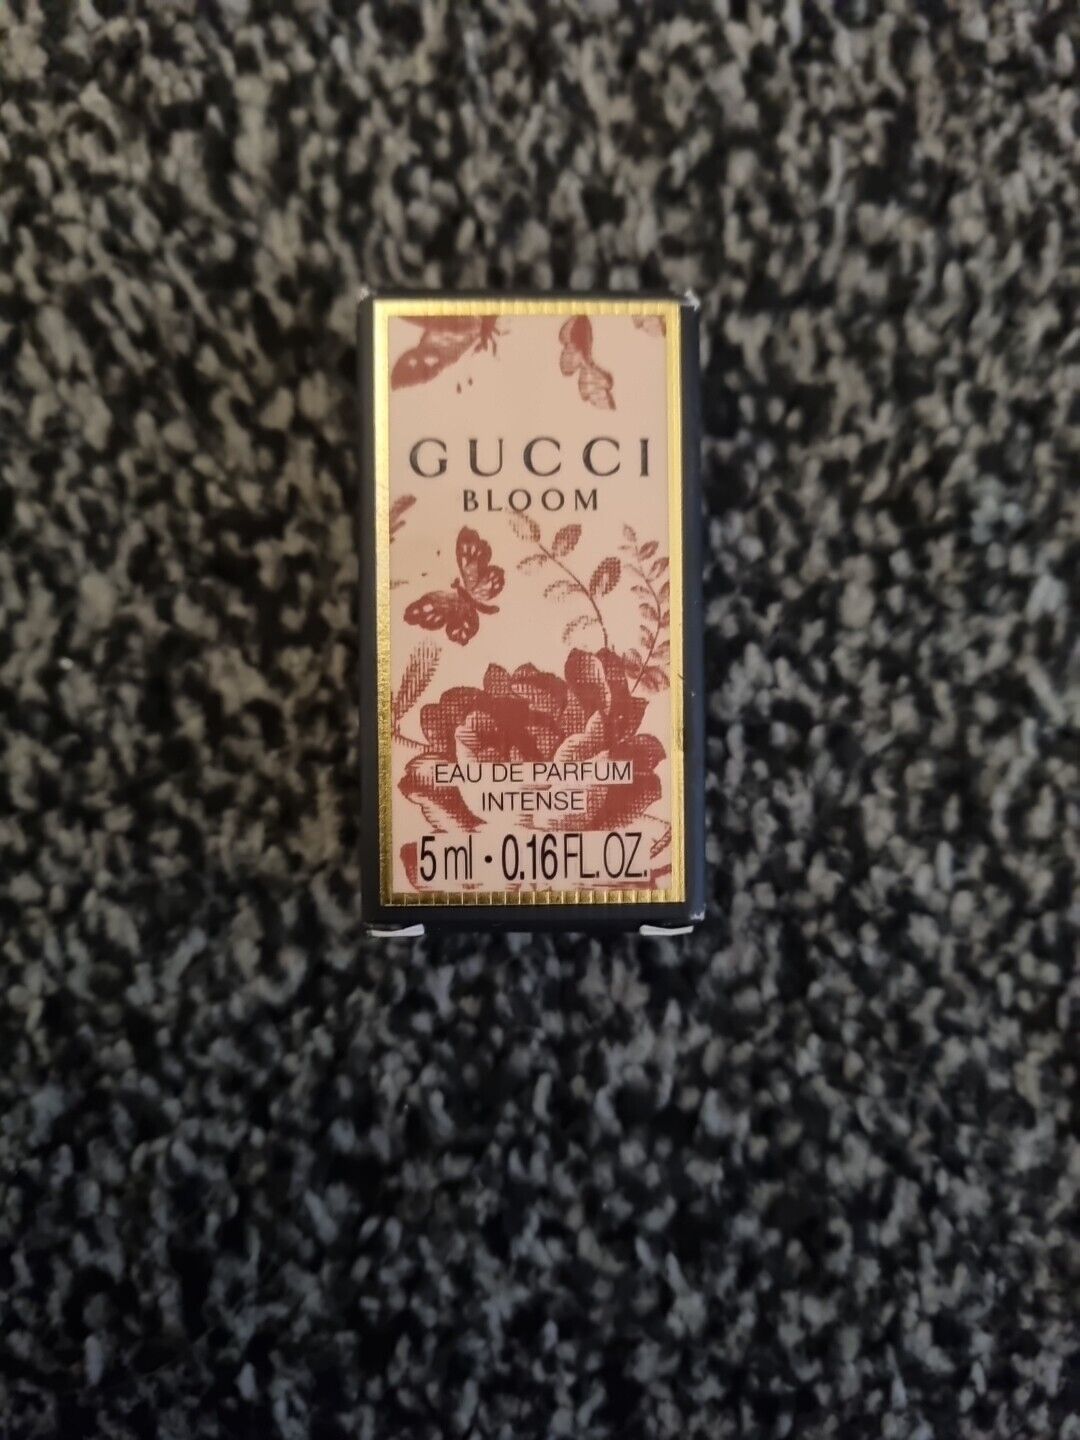 GUCCI
BLOOM
EAU DE PARFUM
INTENSE
5 ml · 0.16 FL.OZ.